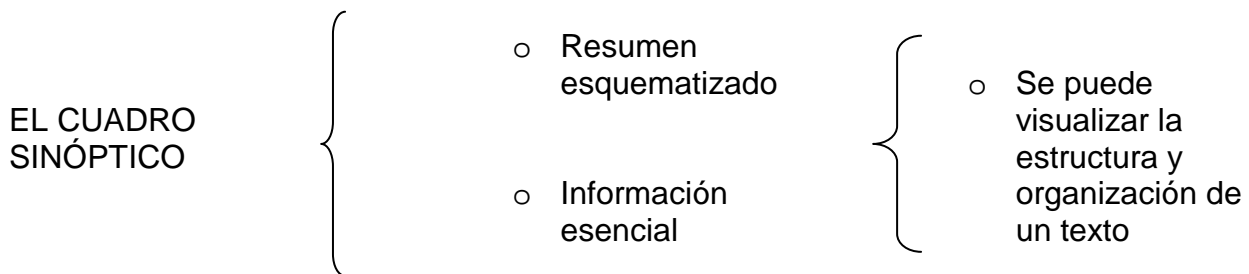 EL CUADRO
SINÓPTICO
o Resumen
esquematizado
o Información
esencial
o Se puede
visualizar la
estructura y
organización de
un texto